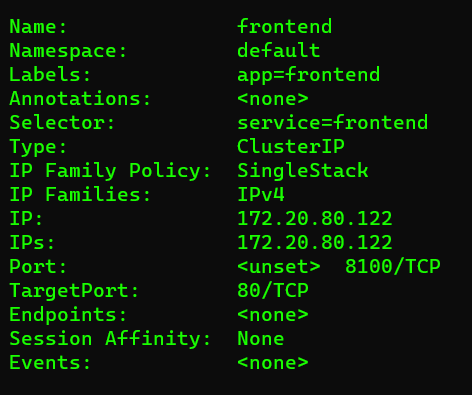 Name: frontend
Namespace: default
Labels: app=frontend
Annotations: <none>
Selector: service=frontend
Type: ClusterIP
IP Family Policy: SingleStack
IP Families: IPv4
IP: 172.20.80.122
IPs: 172.20.80.122
Port: <unset> 8100/TCP
TargetPort: 80/TCP
Endpoints: <none>
Session Affinity: None
Events: <none>